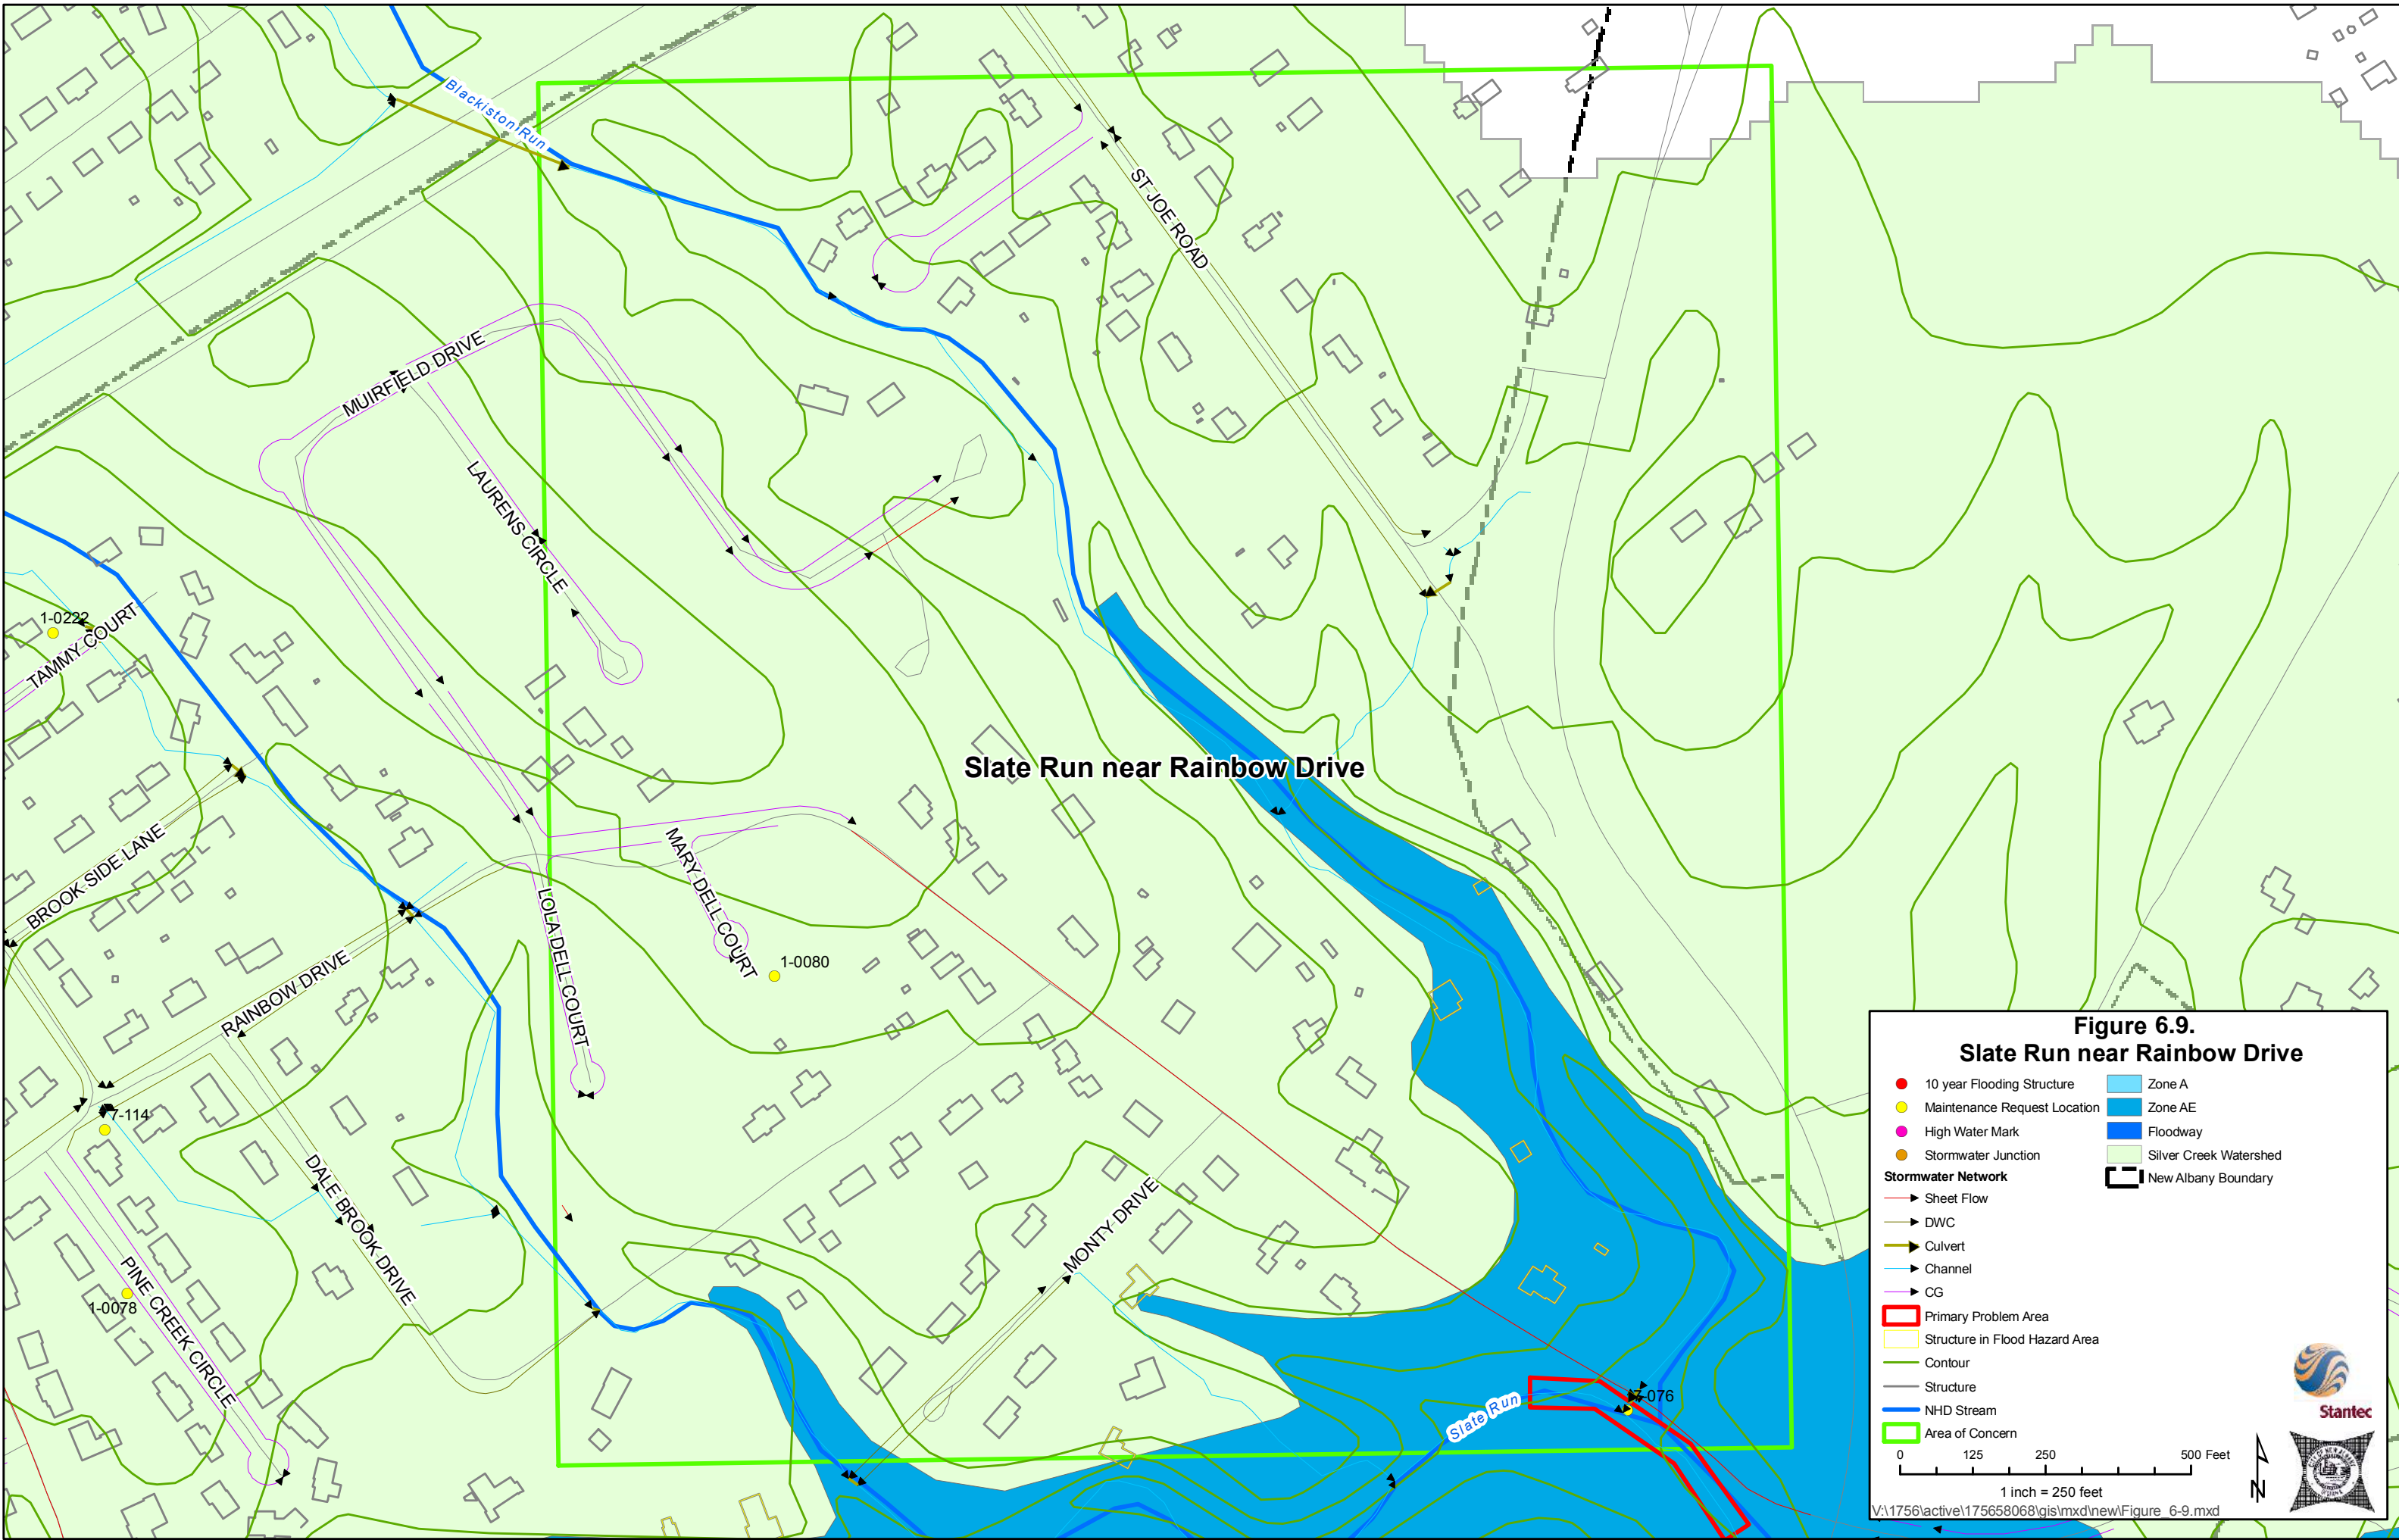 Blackiston Run
ST JOE ROAD
MUIRFIELD DRIVE
LAURENS CIRCLE
1-0222
TAMMY COURT
Slate Run near Rainbow Drive
BROOK SIDE LANE
MARY DELL COURT
LOLA DELL COURT
1-0080
RAINBOW DRIVE
7-114
DALE BROOK DRIVE
MONTY DRIVE
PINE CREEK CIRCLE
1-0078
Slate Run
7-076
Figure 6.9.
Slate Run near Rainbow Drive
10 year Flooding Structure
Maintenance Request Location
High Water Mark
Stormwater Junction
Stormwater Network
Sheet Flow
DWC
Culvert
Channel
CG
Primary Problem Area
Structure in Flood Hazard Area
Contour
Structure
NHD Stream
Area of Concern
Zone A
Zone AE
Floodway
Silver Creek Watershed
New Albany Boundary
Stantec
0 125 250 500 Feet
1 inch = 250 feet
N
V:\1756\active\175658068\gis\mxd\new\Figure_6-9.mxd